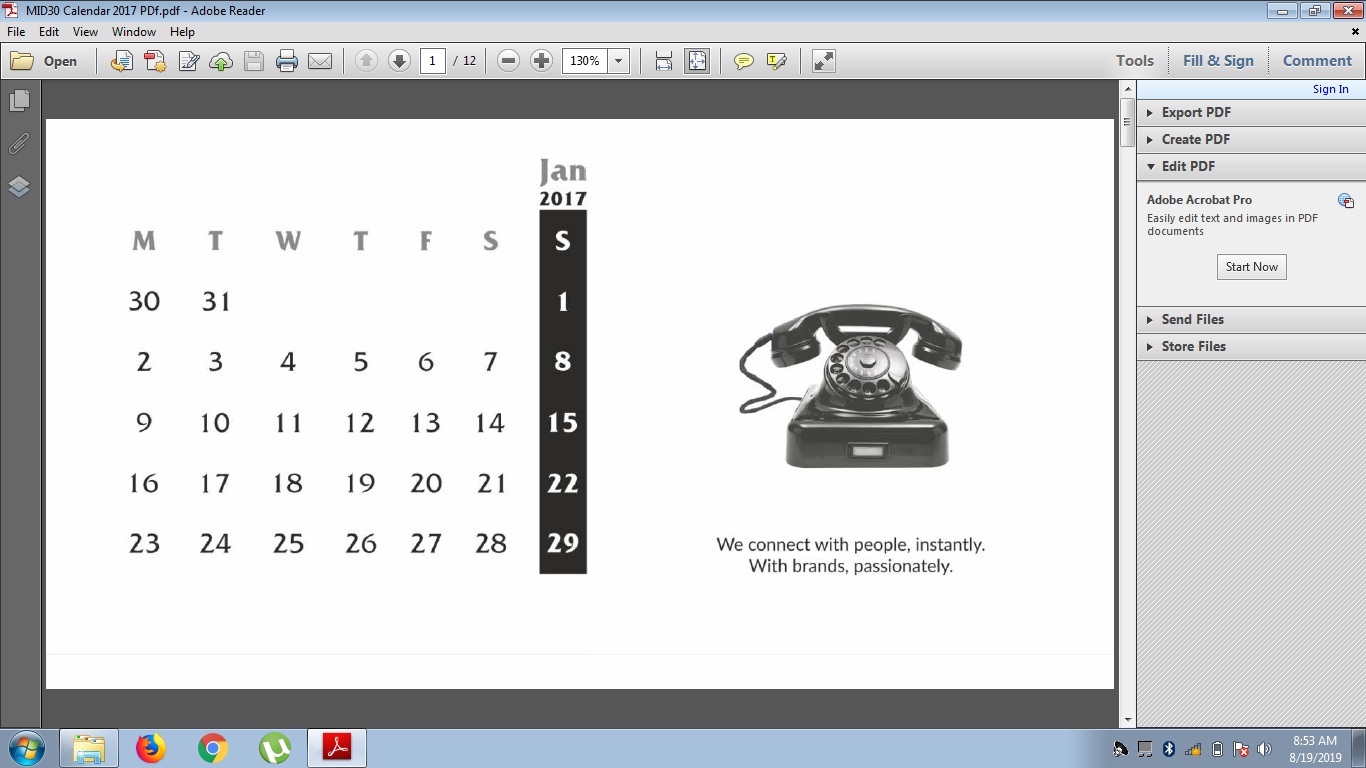 MID30 Calendar 2017 PDf.pdf - Adobe Reader
File Edit View Window Help
Open 1 / 12 130% Tools Fill & Sign Comment
Sign In
Export PDF
Create PDF
Edit PDF
Adobe Acrobat Pro
Easily edit text and images in PDF
documents
Start Now
Send Files
Store Files
Jan
2017
M T W T F S S
30 31 1
2 3 4 5 6 7 8
9 10 11 12 13 14 15
16 17 18 19 20 21 22
23 24 25 26 27 28 29
We connect with people, instantly.
With brands, passionately.
8:53 AM
8/19/2019